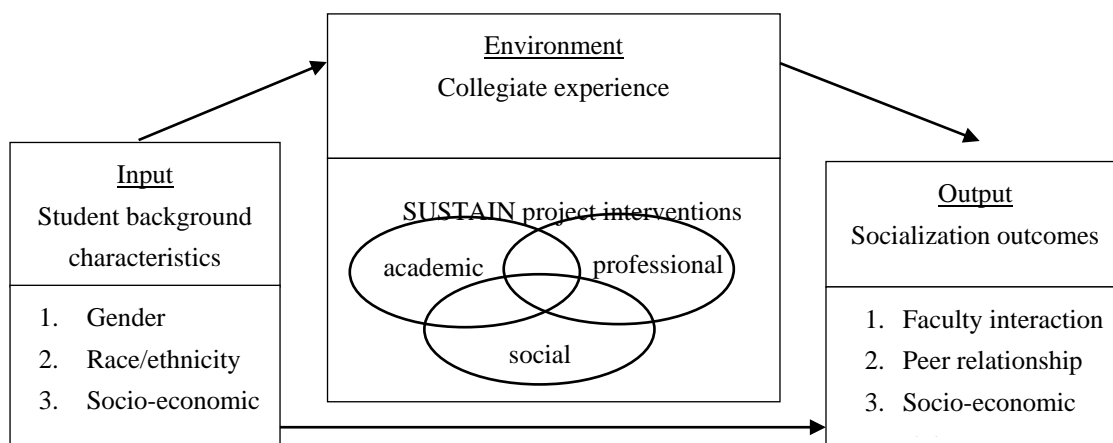 Environment
Collegiate experience
Input
Student background
characteristics
1. Gender
2. Race/ethnicity
3. Socio-economic
SUSTAIN project interventions
academic
professional
social
Output
Socialization outcomes
1. Faculty interaction
2. Peer relationship
3. Socio-economic